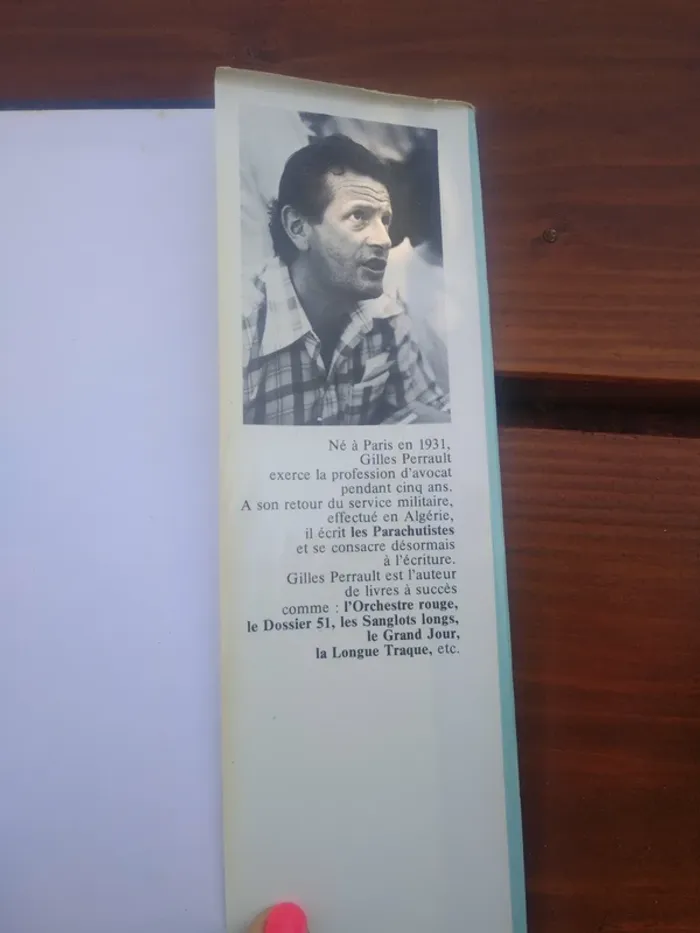 Né à Paris en 1931,
Gilles Perrault
exerce la profession d'avocat
pendant cinq ans.
A son retour du service militaire,
effectué en Algérie,
il écrit les Parachutistes
et se consacre désormais
à l'écriture.
Gilles Perrault est l'auteur
de livres à succès
comme : l'Orchestre rouge,
le Dossier 51, les Sanglots longs,
le Grand Jour,
la Longue Traque, etc.